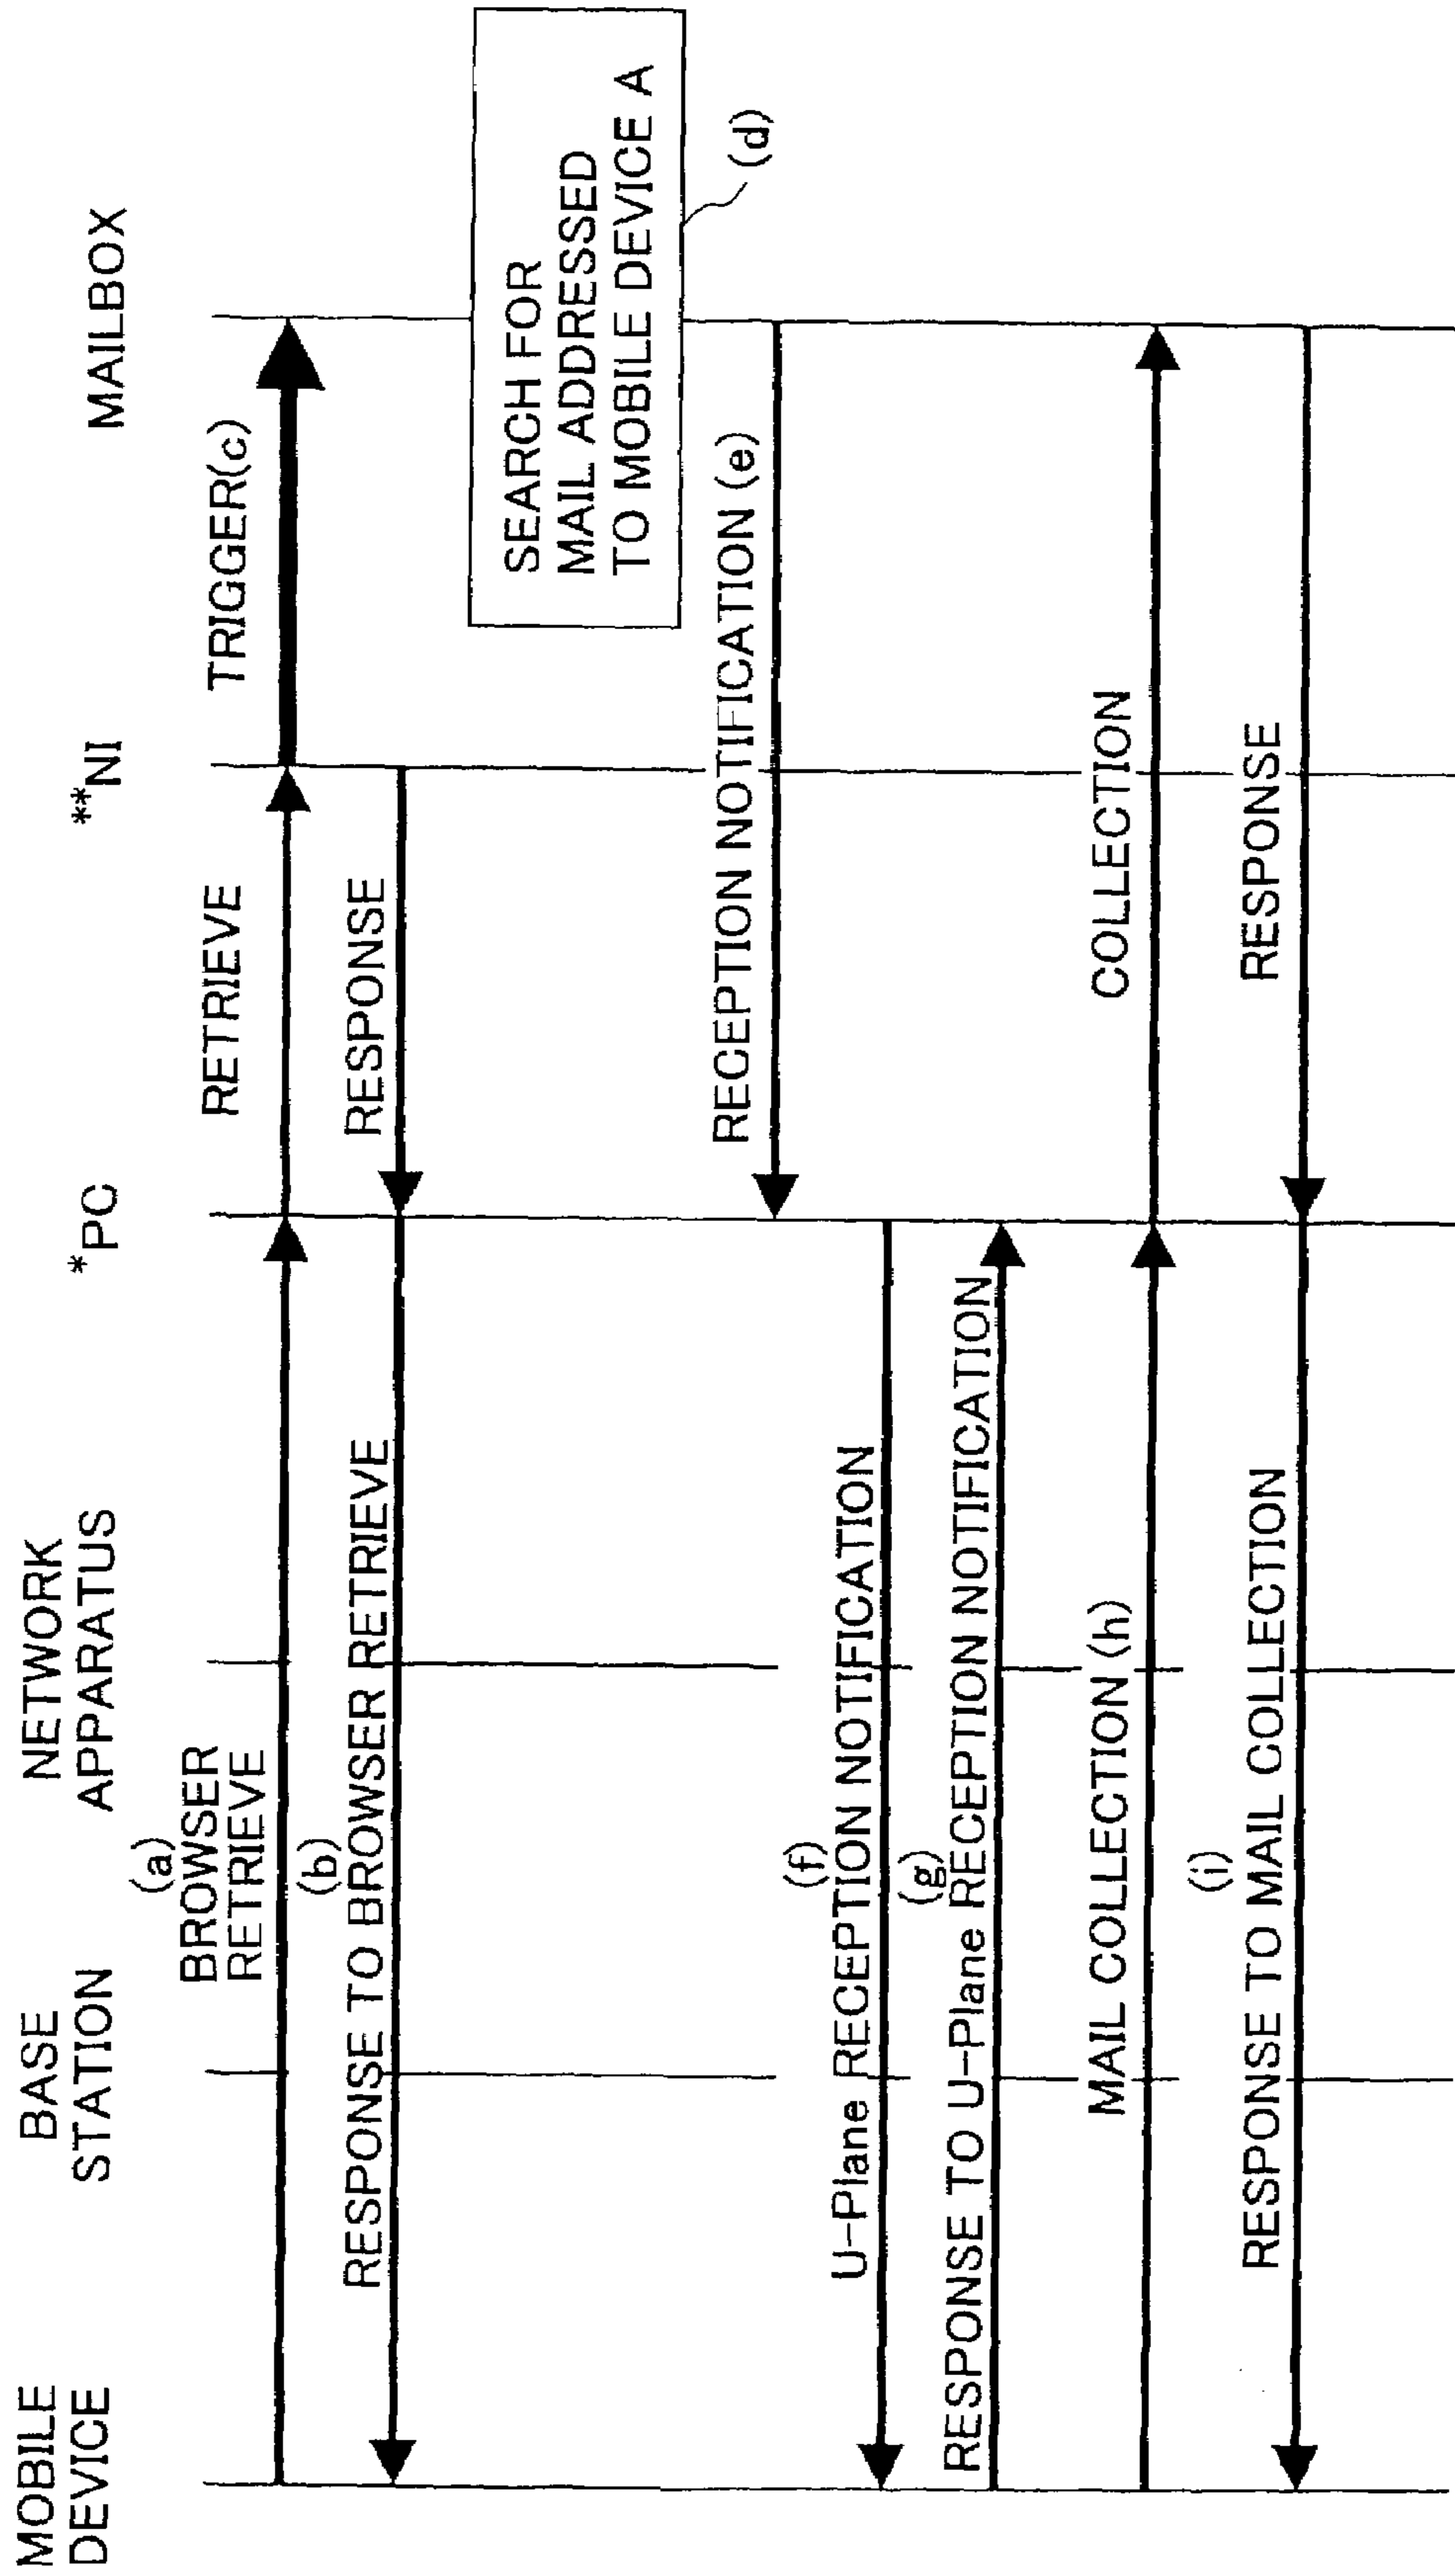 MOBILE
DEVICE
BASE
STATION
NETWORK
APPARATUS
*PC
**NI
MAILBOX
(a)
BROWSER
RETRIEVE
RETRIEVE
TRIGGER(c)
(b)
RESPONSE TO BROWSER RETRIEVE
RESPONSE
SEARCH FOR
MAIL ADDRESSED
TO MOBILE DEVICE A
(d)
RECEPTION NOTIFICATION (e)
(f)
U-Plane RECEPTION NOTIFICATION
(g)
RESPONSE TO U-Plane RECEPTION NOTIFICATION
MAIL COLLECTION (h)
COLLECTION
(i)
RESPONSE TO MAIL COLLECTION
RESPONSE